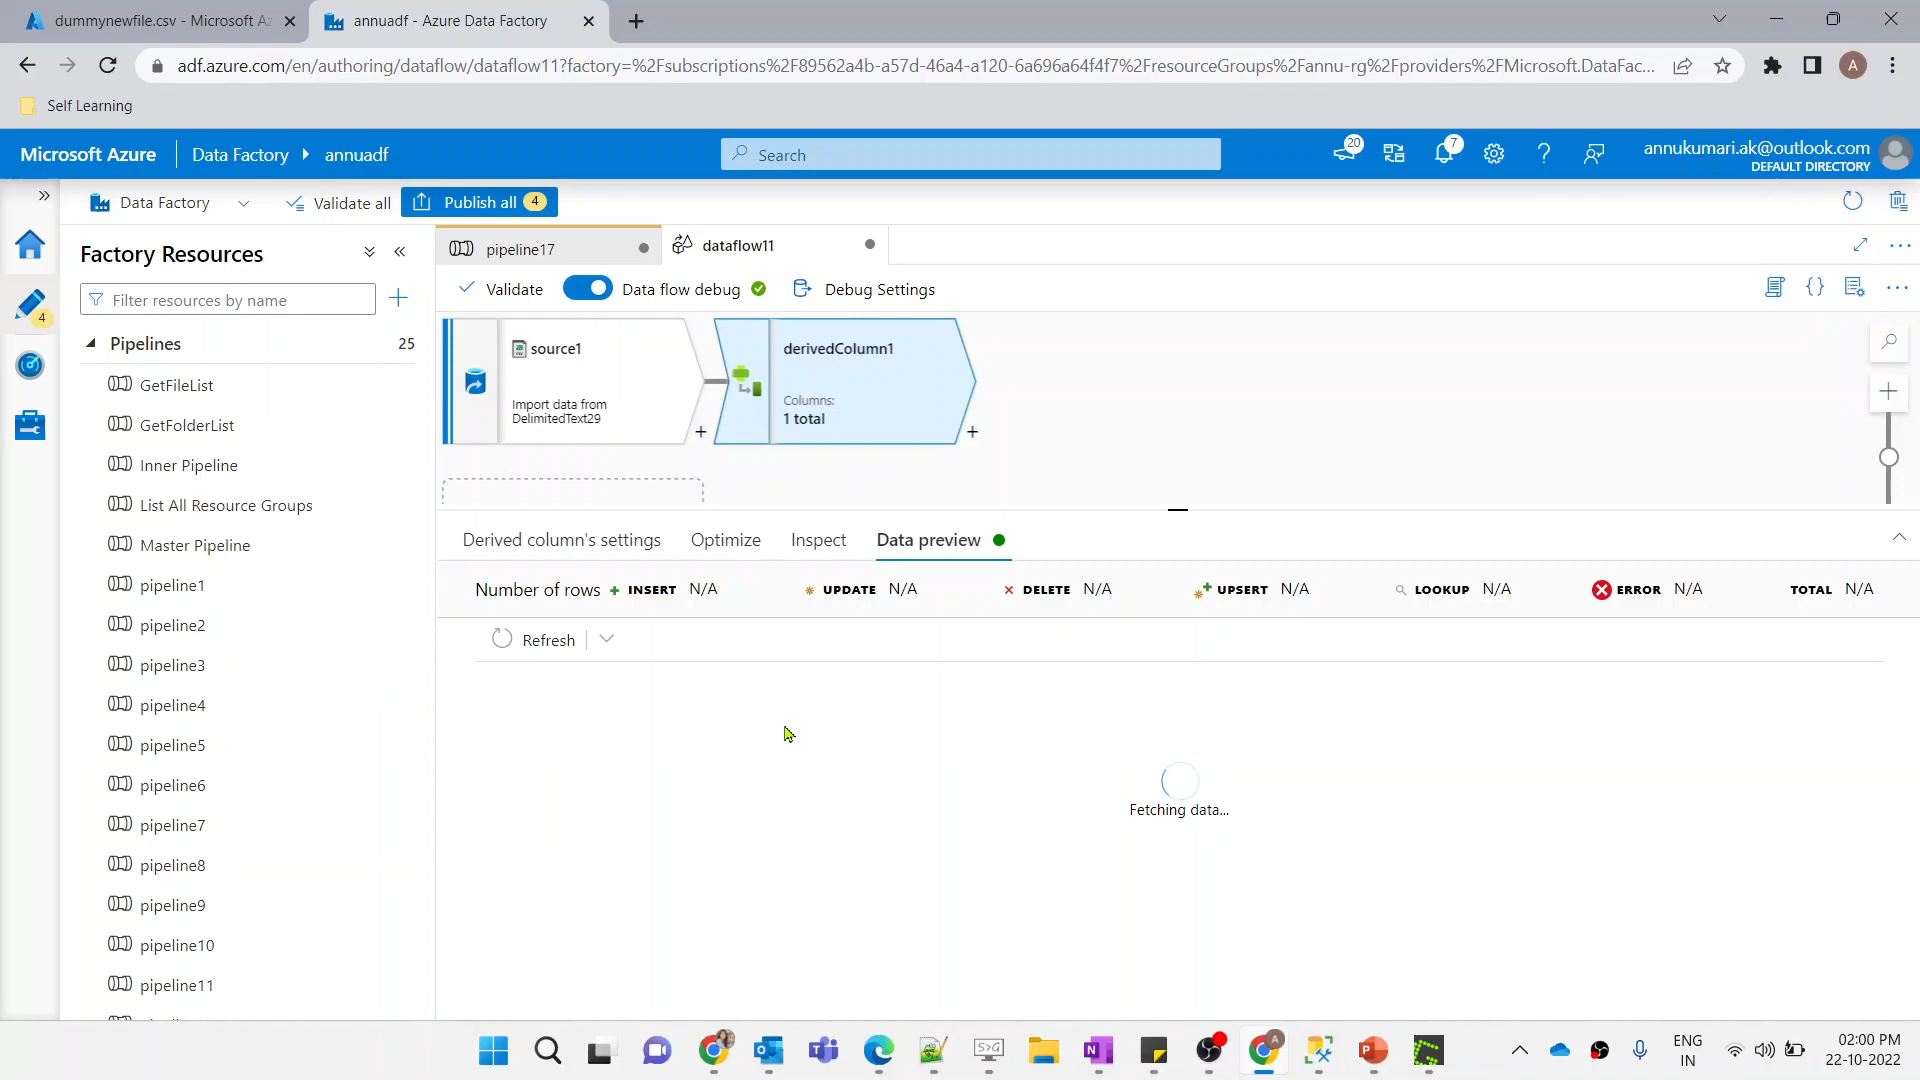 dummynewfile.csv - Microsoft Az
annuadf - Azure Data Factory
adf.azure.com/en/authoring/dataflow/dataflow11?factory=%2Fsubscriptions%2F89562a4b-a57d-46a4-a120-6a696a64f4f7%2FresourceGroups%2Fannu-rg%2Fproviders%2FMicrosoft.DataFac...
A
Self Learning
Microsoft Azure
Data Factory
annuadf
Search
20
7
annukumari.ak@outlook.com
DEFAULT DIRECTORY
Data Factory
Validate all
Publish all 4
Factory Resources
pipeline17
dataflow11
Filter resources by name
Validate
Data flow debug
Debug Settings
4
Pipelines 25
GetFileList
GetFolderList
Inner Pipeline
List All Resource Groups
Master Pipeline
pipeline1
pipeline2
pipeline3
pipeline4
pipeline5
pipeline6
pipeline7
pipeline8
pipeline9
pipeline10
pipeline11
source1
Import data from
DelimitedText29
derivedColumn1
Columns:
1 total
Derived column's settings Optimize Inspect Data preview
Number of rows INSERT N/A UPDATE N/A DELETE N/A UPSERT N/A LOOKUP N/A ERROR N/A TOTAL N/A
Refresh
Fetching data...
ENG
IN
02:00 PM
22-10-2022